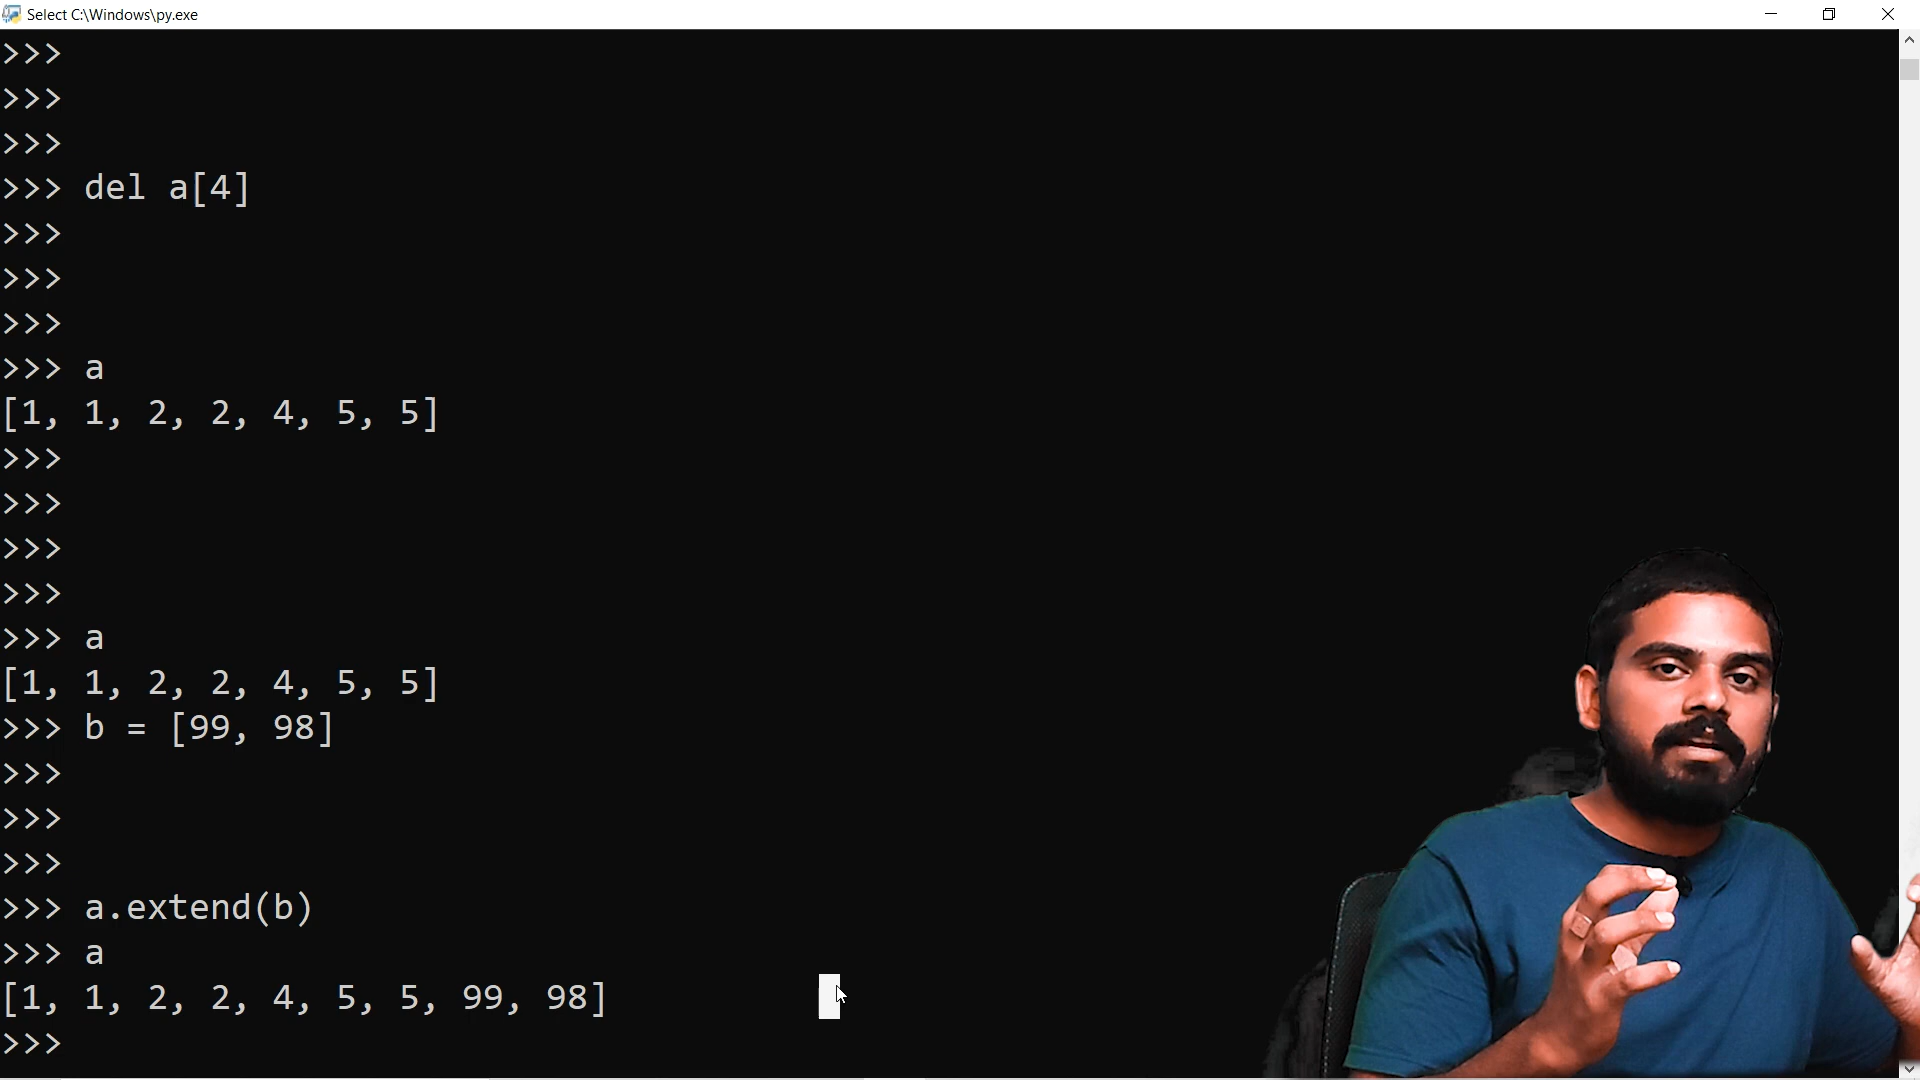 Select C:\Windows\py.exe
>>>
>>>
>>>
>>> del a[4]
>>>
>>>
>>>
>>> a
[1, 1, 2, 2, 4, 5, 5]
>>>
>>>
>>>
>>>
>>> a
[1, 1, 2, 2, 4, 5, 5]
>>> b = [99, 98]
>>>
>>>
>>>
>>> a.extend(b)
>>> a
[1, 1, 2, 2, 4, 5, 5, 99, 98]
>>>